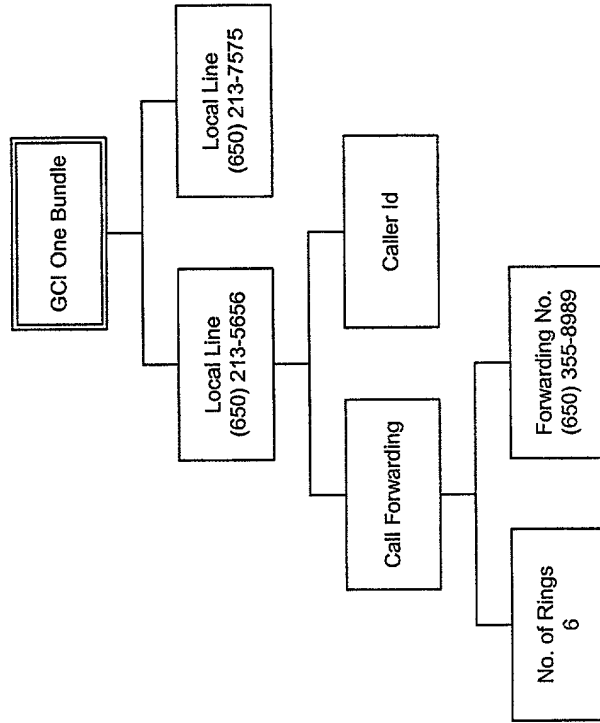 GCI One Bundle
Local Line
(650) 213-5656
Local Line
(650) 213-7575
Call Forwarding
Caller Id
No. of Rings
6
Forwarding No.
(650) 355-8989